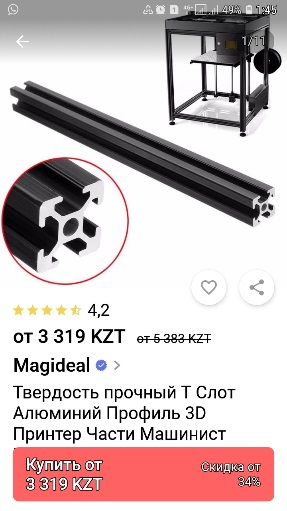 49% 1:45
1/11
4,2
от 3 319 KZT от 5 383 KZT
Magideal
Твердость прочный Т Слот
Алюминий Профиль 3D
Принтер Части Машинист
Купить от
3 319 KZT
Скидка от
34%